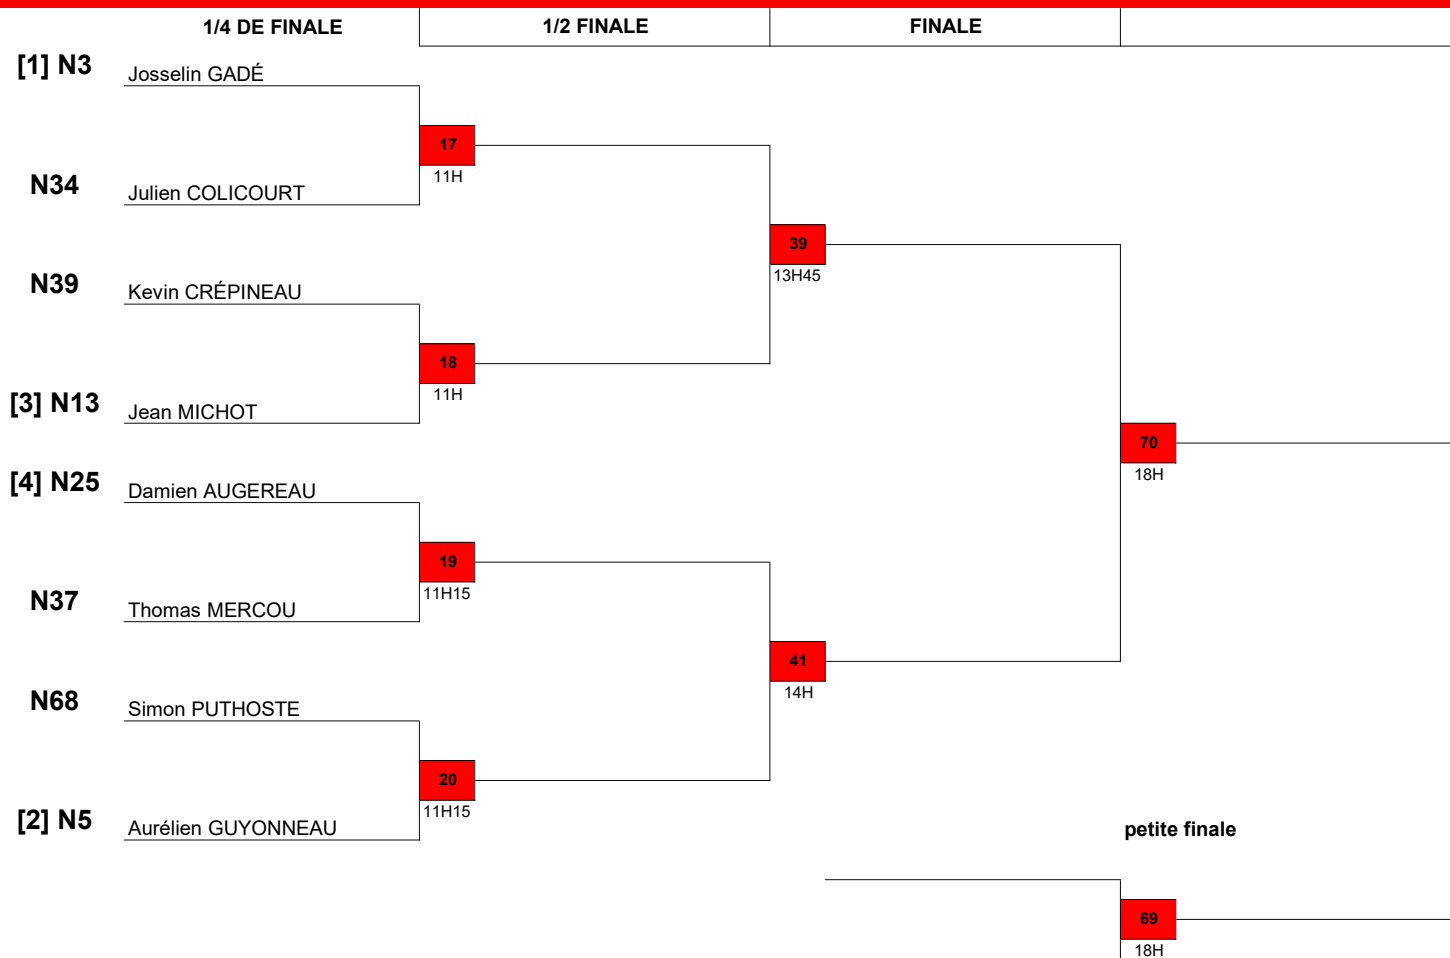 1/4 DE FINALE 1/2 FINALE FINALE
[1] N3 Josselin GADÉ
17
11H
N34 Julien COLICOURT
39
13H45
N39 Kevin CRÉPINEAU
18
11H
[3] N13 Jean MICHOT
70
18H
[4] N25 Damien AUGEREAU
19
11H15
N37 Thomas MERCOU
41
14H
N68 Simon PUTHOSTE
20
11H15
[2] N5 Aurélien GUYONNEAU
petite finale
69
18H